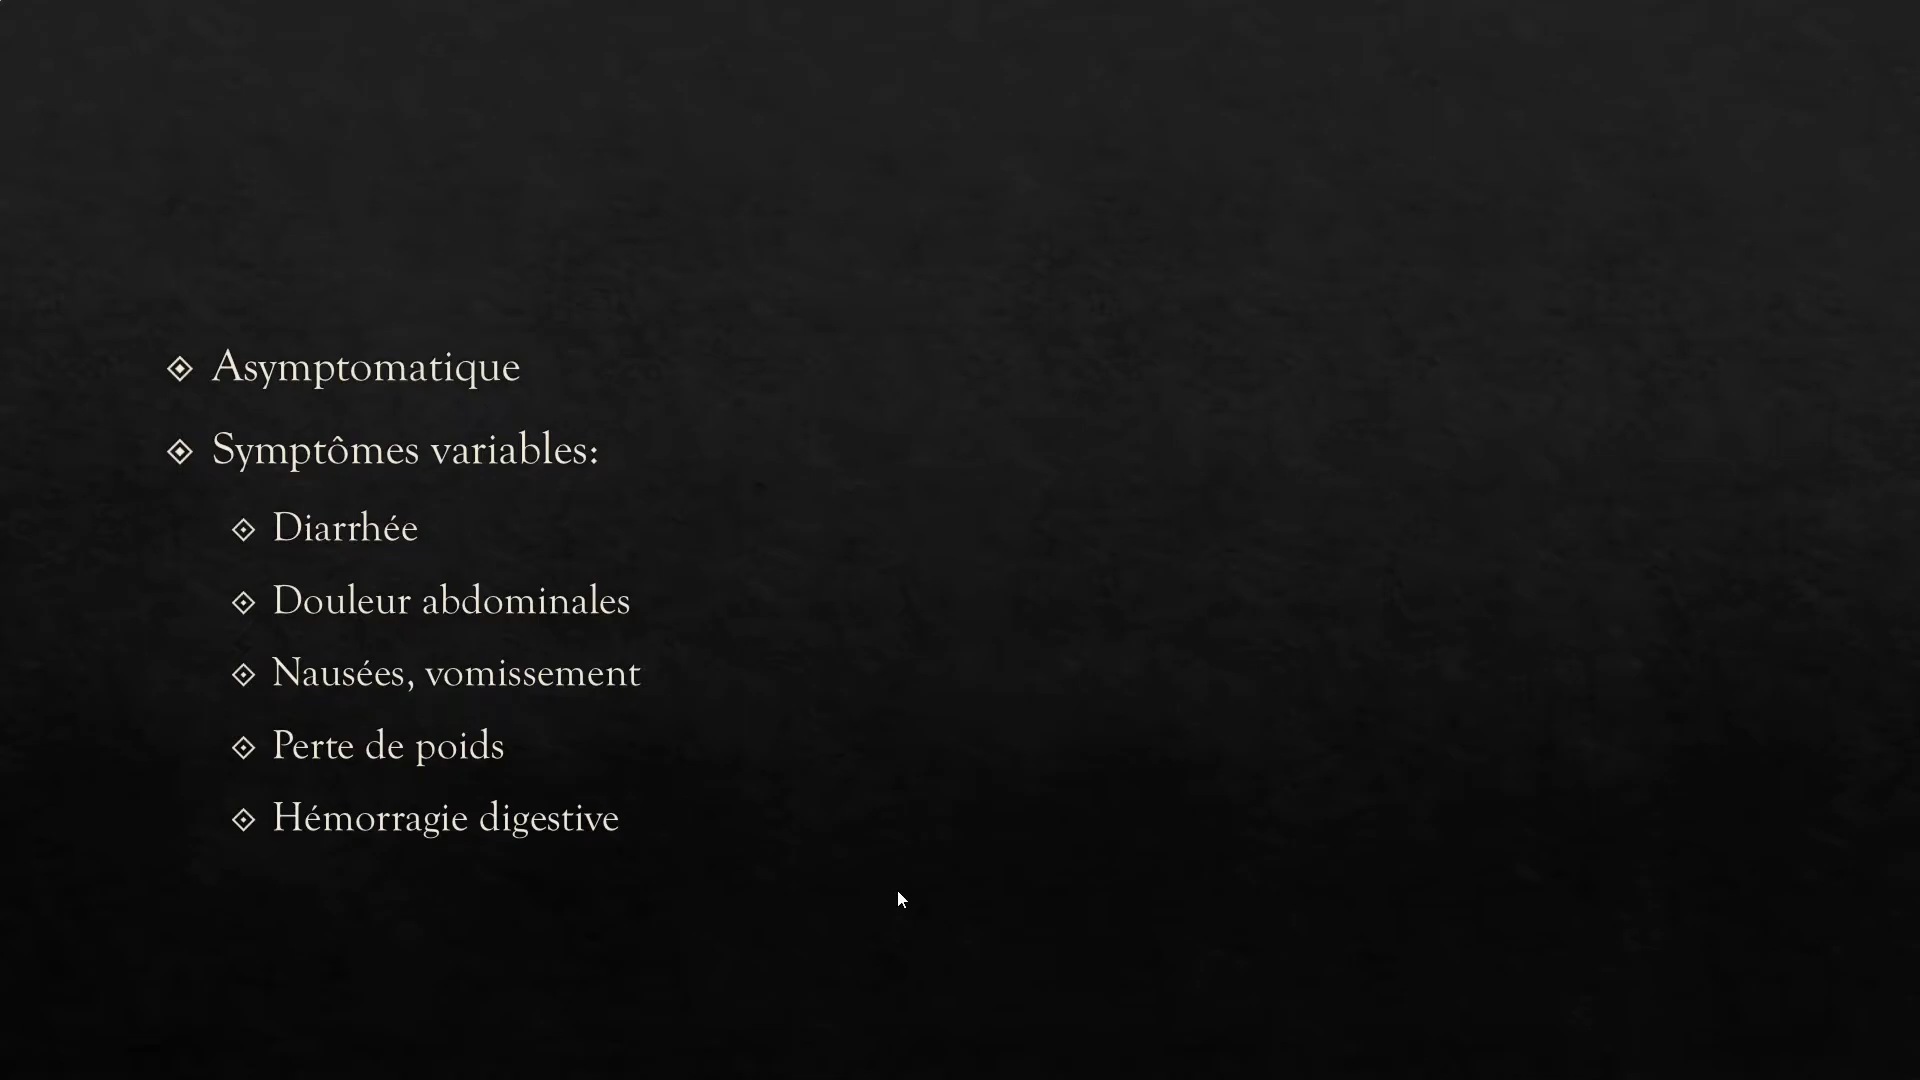 Asymptomatique
Symptômes variables:
Diarrhée
Douleur abdominales
Nausées, vomissement
Perte de poids
Hémorragie digestive